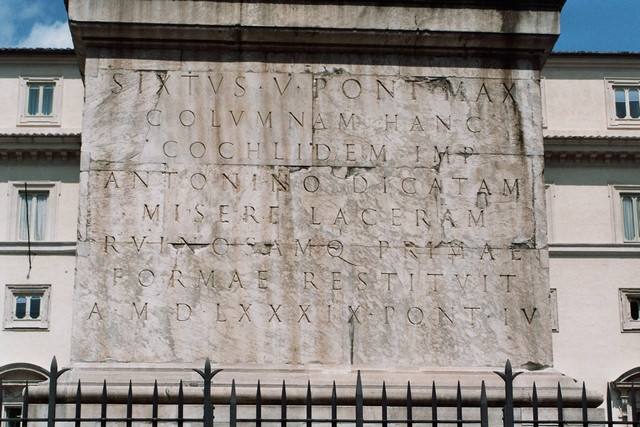 SIXTVS · V · PONT · MAX
COLVMNAM HANC
COCHLIDEM IMP
ANTONINO DICATAM
MISERE LACERAM
RVINOSAMQ · PRIMAE
FORMAE RESTITVIT
A · M · D · LXXXIX · PONT · IV